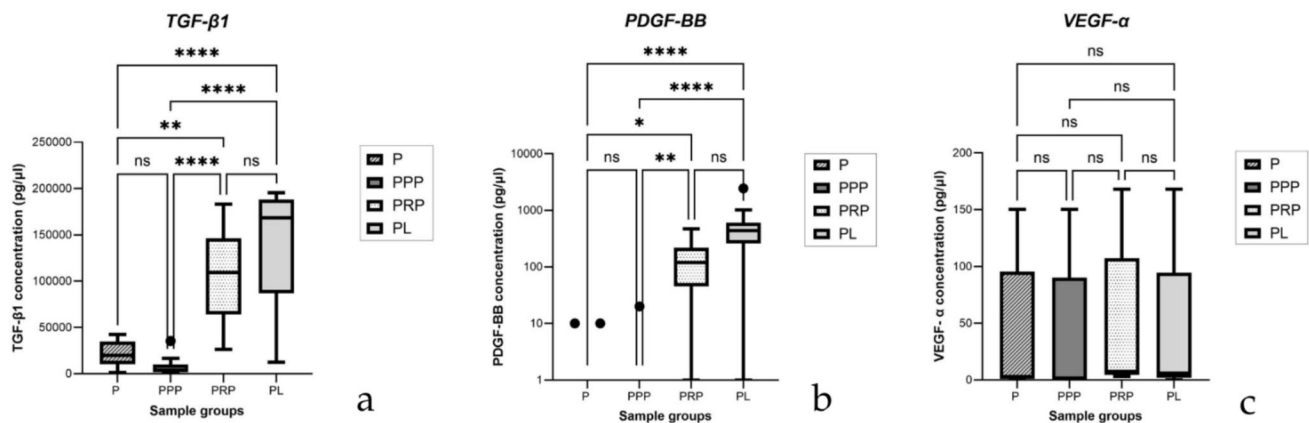 TGF-β1
****
****
**
ns
****
ns
TGF-β1 concentration (pg/µl)
250000
200000
150000
100000
50000
0
P
PPP
PRP
PL
Sample groups
P
PPP
PRP
PL
a
PDGF-BB
****
****
*
ns
**
ns
PDGF-BB concentration (pg/µl)
10000
1000
100
10
1
P
PPP
PRP
PL
Sample groups
P
PPP
PRP
PL
b
VEGF-α
ns
ns
ns
ns
ns
ns
VEGF- α concentration (pg/µl)
200
150
100
50
0
P
PPP
PRP
PL
Sample groups
P
PPP
PRP
PL
c